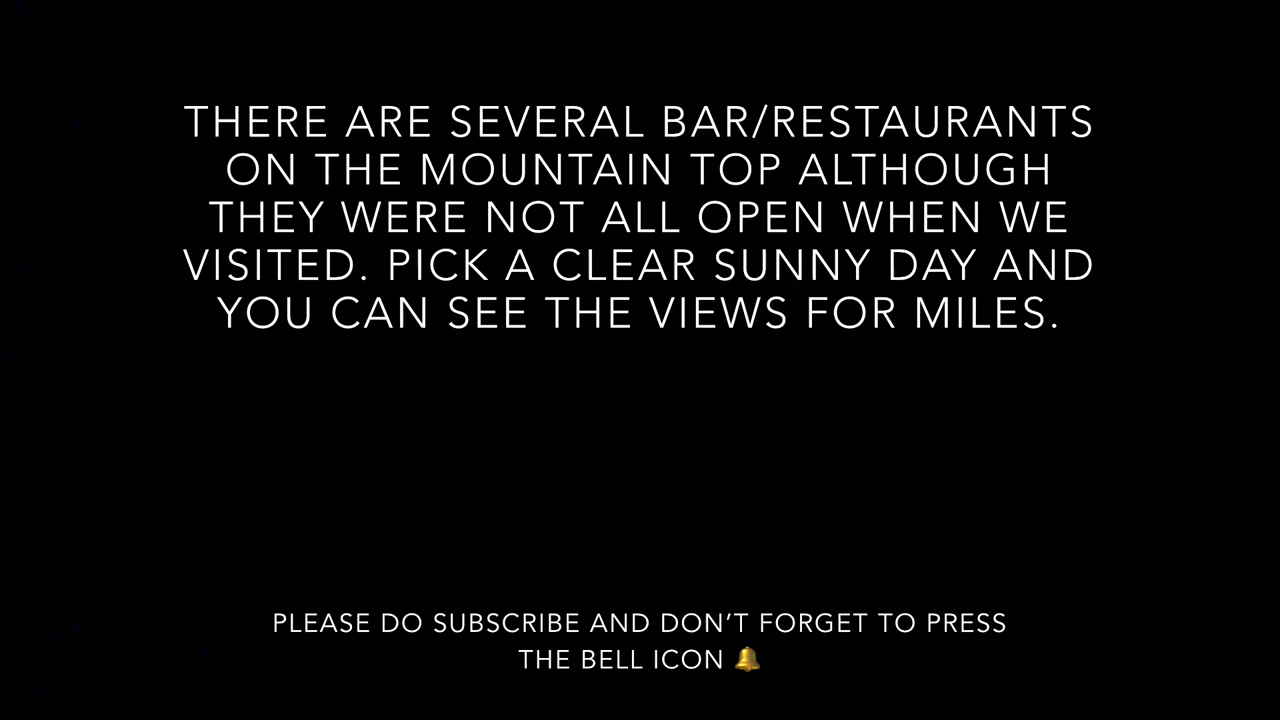 THERE ARE SEVERAL BAR/RESTAURANTS
ON THE MOUNTAIN TOP ALTHOUGH
THEY WERE NOT ALL OPEN WHEN WE
VISITED. PICK A CLEAR SUNNY DAY AND
YOU CAN SEE THE VIEWS FOR MILES.
PLEASE DO SUBSCRIBE AND DON’T FORGET TO PRESS
THE BELL ICON 🔔